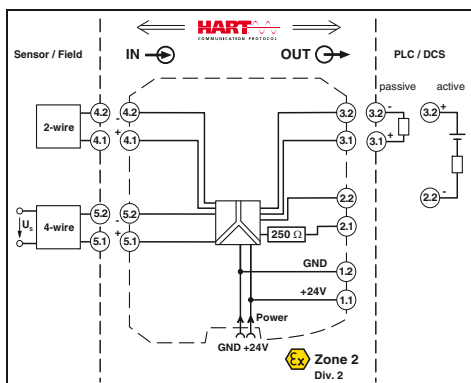 HART
COMMUNICATION PROTOCOL
Sensor / Field
IN
OUT
PLC / DCS
passive
active
2-wire
4.2
4.1
-
+
4.2
4.1
3.2
3.1
3.2
3.1
-
+
3.2
+
2.2
-
Us
4-wire
5.2
5.1
-
+
5.2
5.1
2.2
2.1
250 Ω
GND
1.2
+24V
1.1
Power
GND +24V
Ex
Zone 2
Div. 2